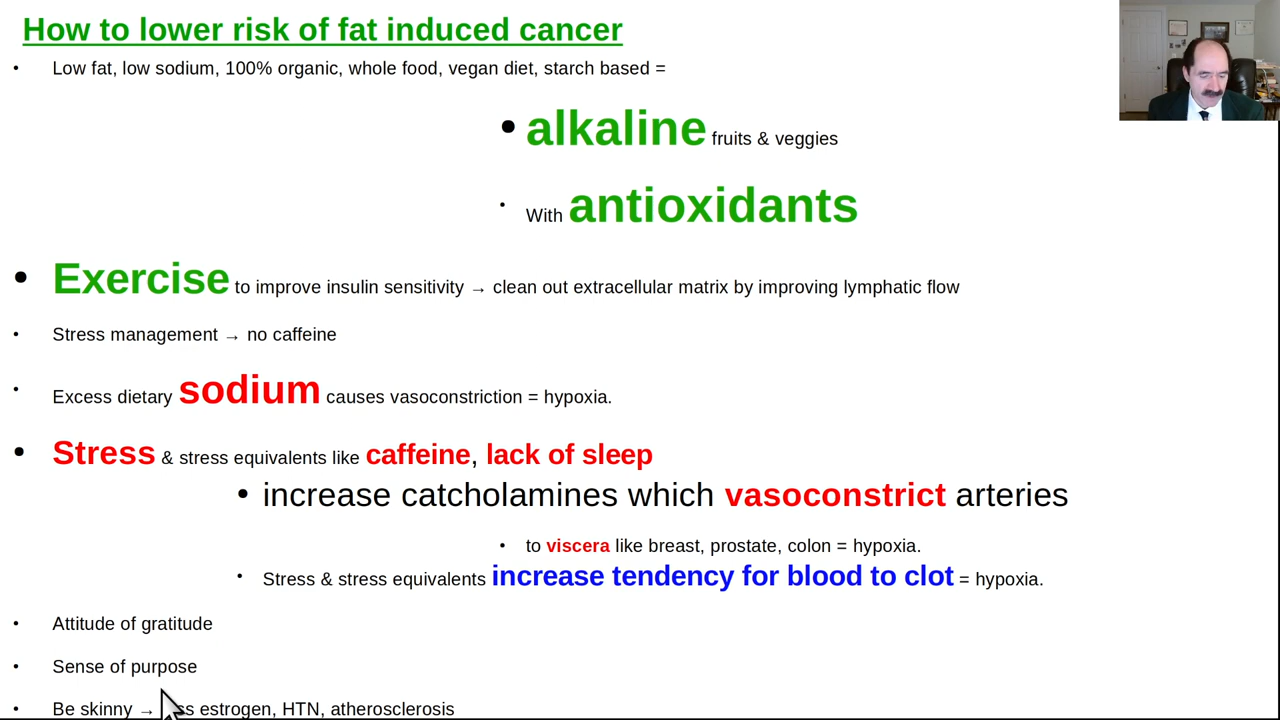 How to lower risk of fat induced cancer
• Low fat, low sodium, 100% organic, whole food, vegan diet, starch based =
• alkaline fruits & veggies
• With antioxidants
• Exercise to improve insulin sensitivity → clean out extracellular matrix by improving lymphatic flow
• Stress management → no caffeine
• Excess dietary sodium causes vasoconstriction = hypoxia.
• Stress & stress equivalents like caffeine, lack of sleep
• increase catcholamines which vasoconstrict arteries
• to viscera like breast, prostate, colon = hypoxia.
• Stress & stress equivalents increase tendency for blood to clot = hypoxia.
• Attitude of gratitude
• Sense of purpose
• Be skinny → estrogen, HTN, atherosclerosis